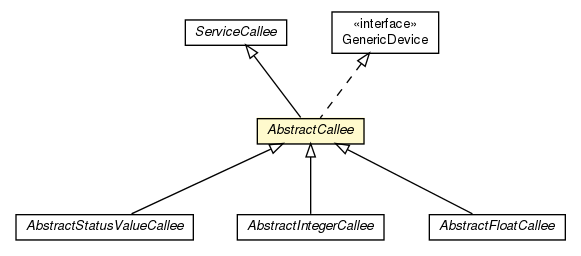 ServiceCallee
«interface»
GenericDevice
AbstractCallee
AbstractStatusValueCallee
AbstractIntegerCallee
AbstractFloatCallee